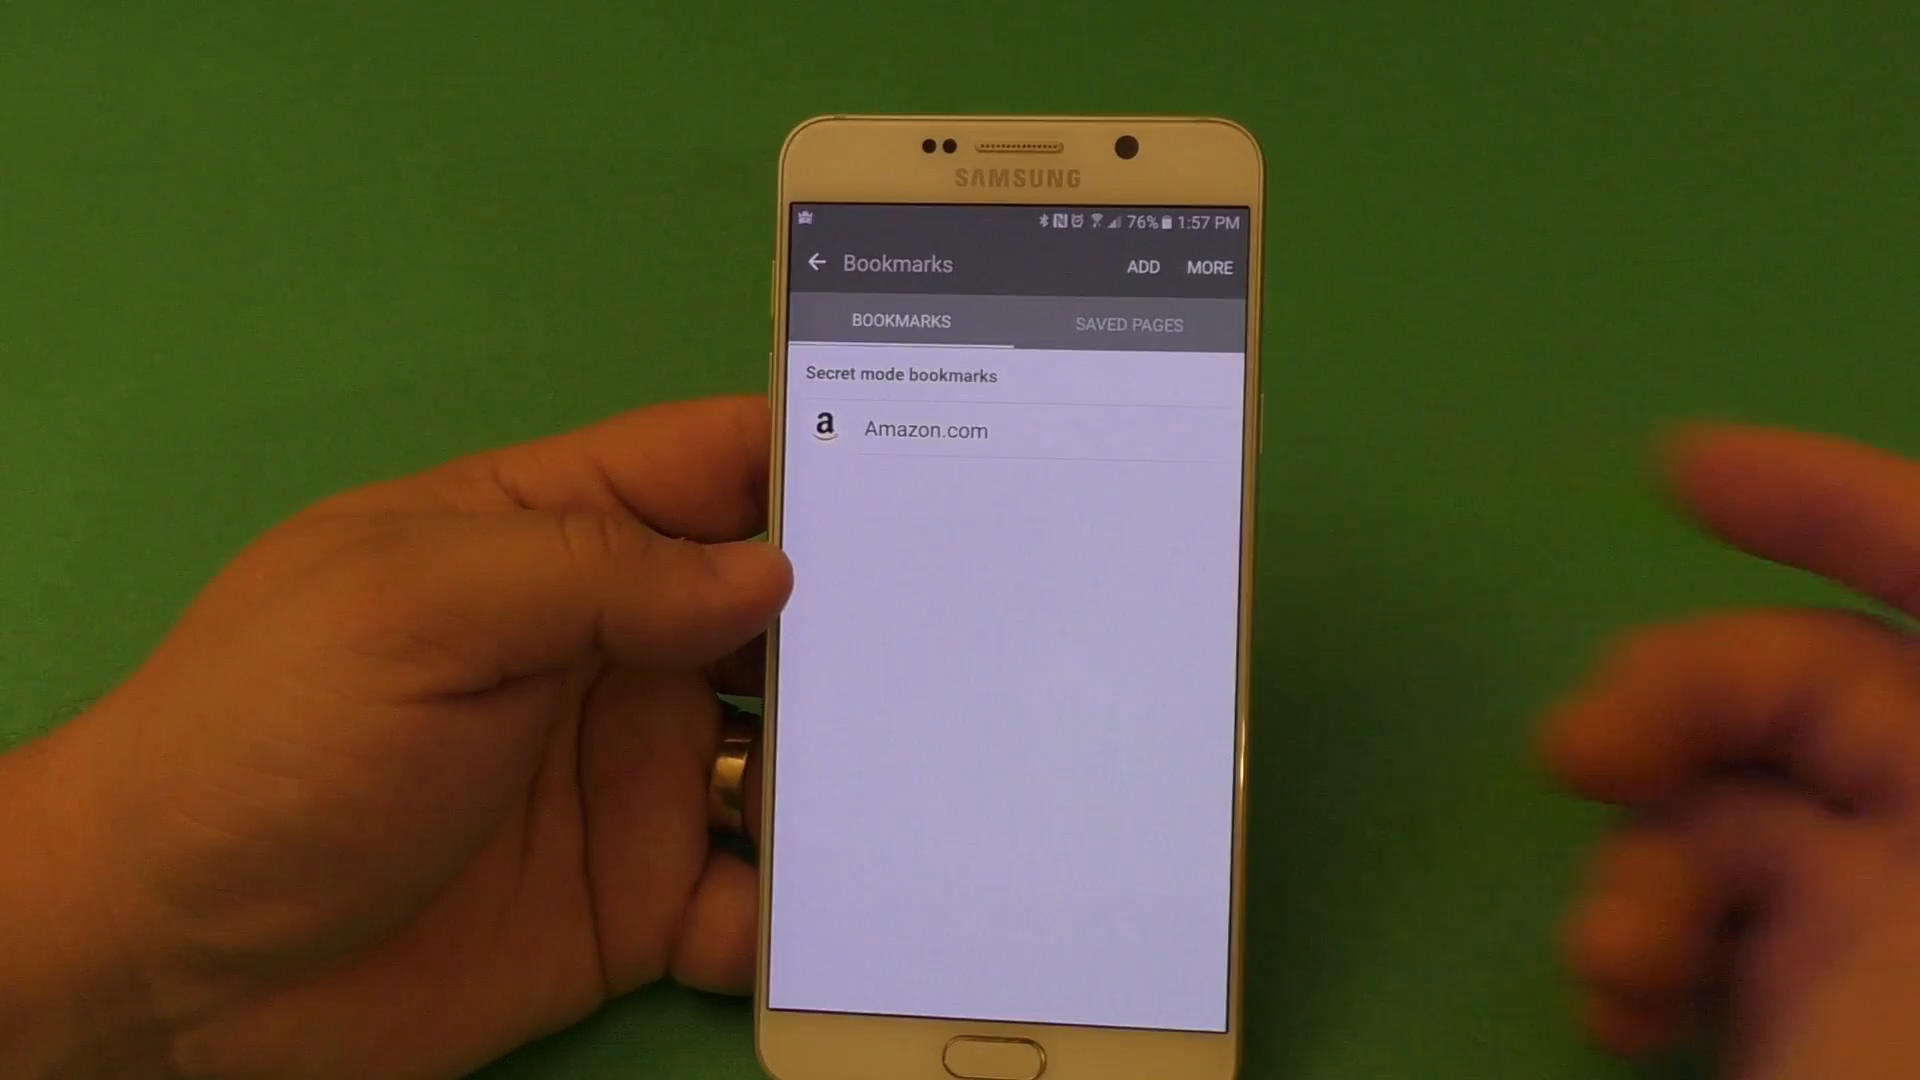 SAMSUNG
76% 1:57 PM
Bookmarks ADD MORE
BOOKMARKS SAVED PAGES
Secret mode bookmarks
a Amazon.com